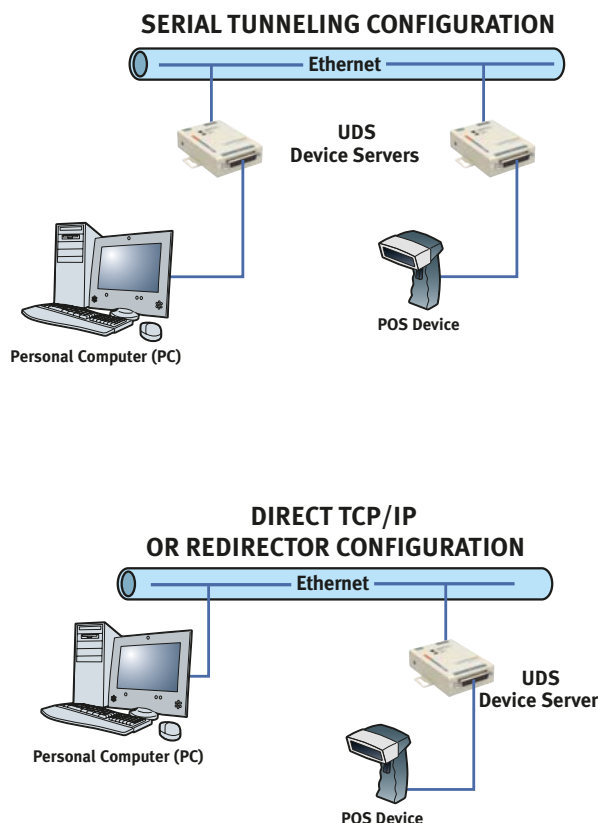 SERIAL TUNNELING CONFIGURATION
Ethernet
UDS
Device Servers
POS Device
Personal Computer (PC)
DIRECT TCP/IP
OR REDIRECTOR CONFIGURATION
Ethernet
UDS
Device Server
Personal Computer (PC)
POS Device